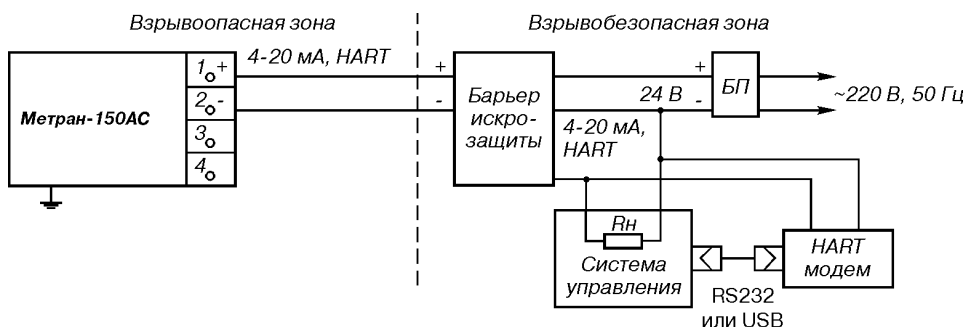 Взрывоопасная зона
Взрывобезопасная зона
4-20 мА, HART
Метран-150АС
1 +
2 -
3
4
+
-
Барьер
искро-
защиты
24 В
+
-
БП
~220 В, 50 Гц
4-20 мА,
HART
Rн
Система
управления
HART
модем
RS232
или USB